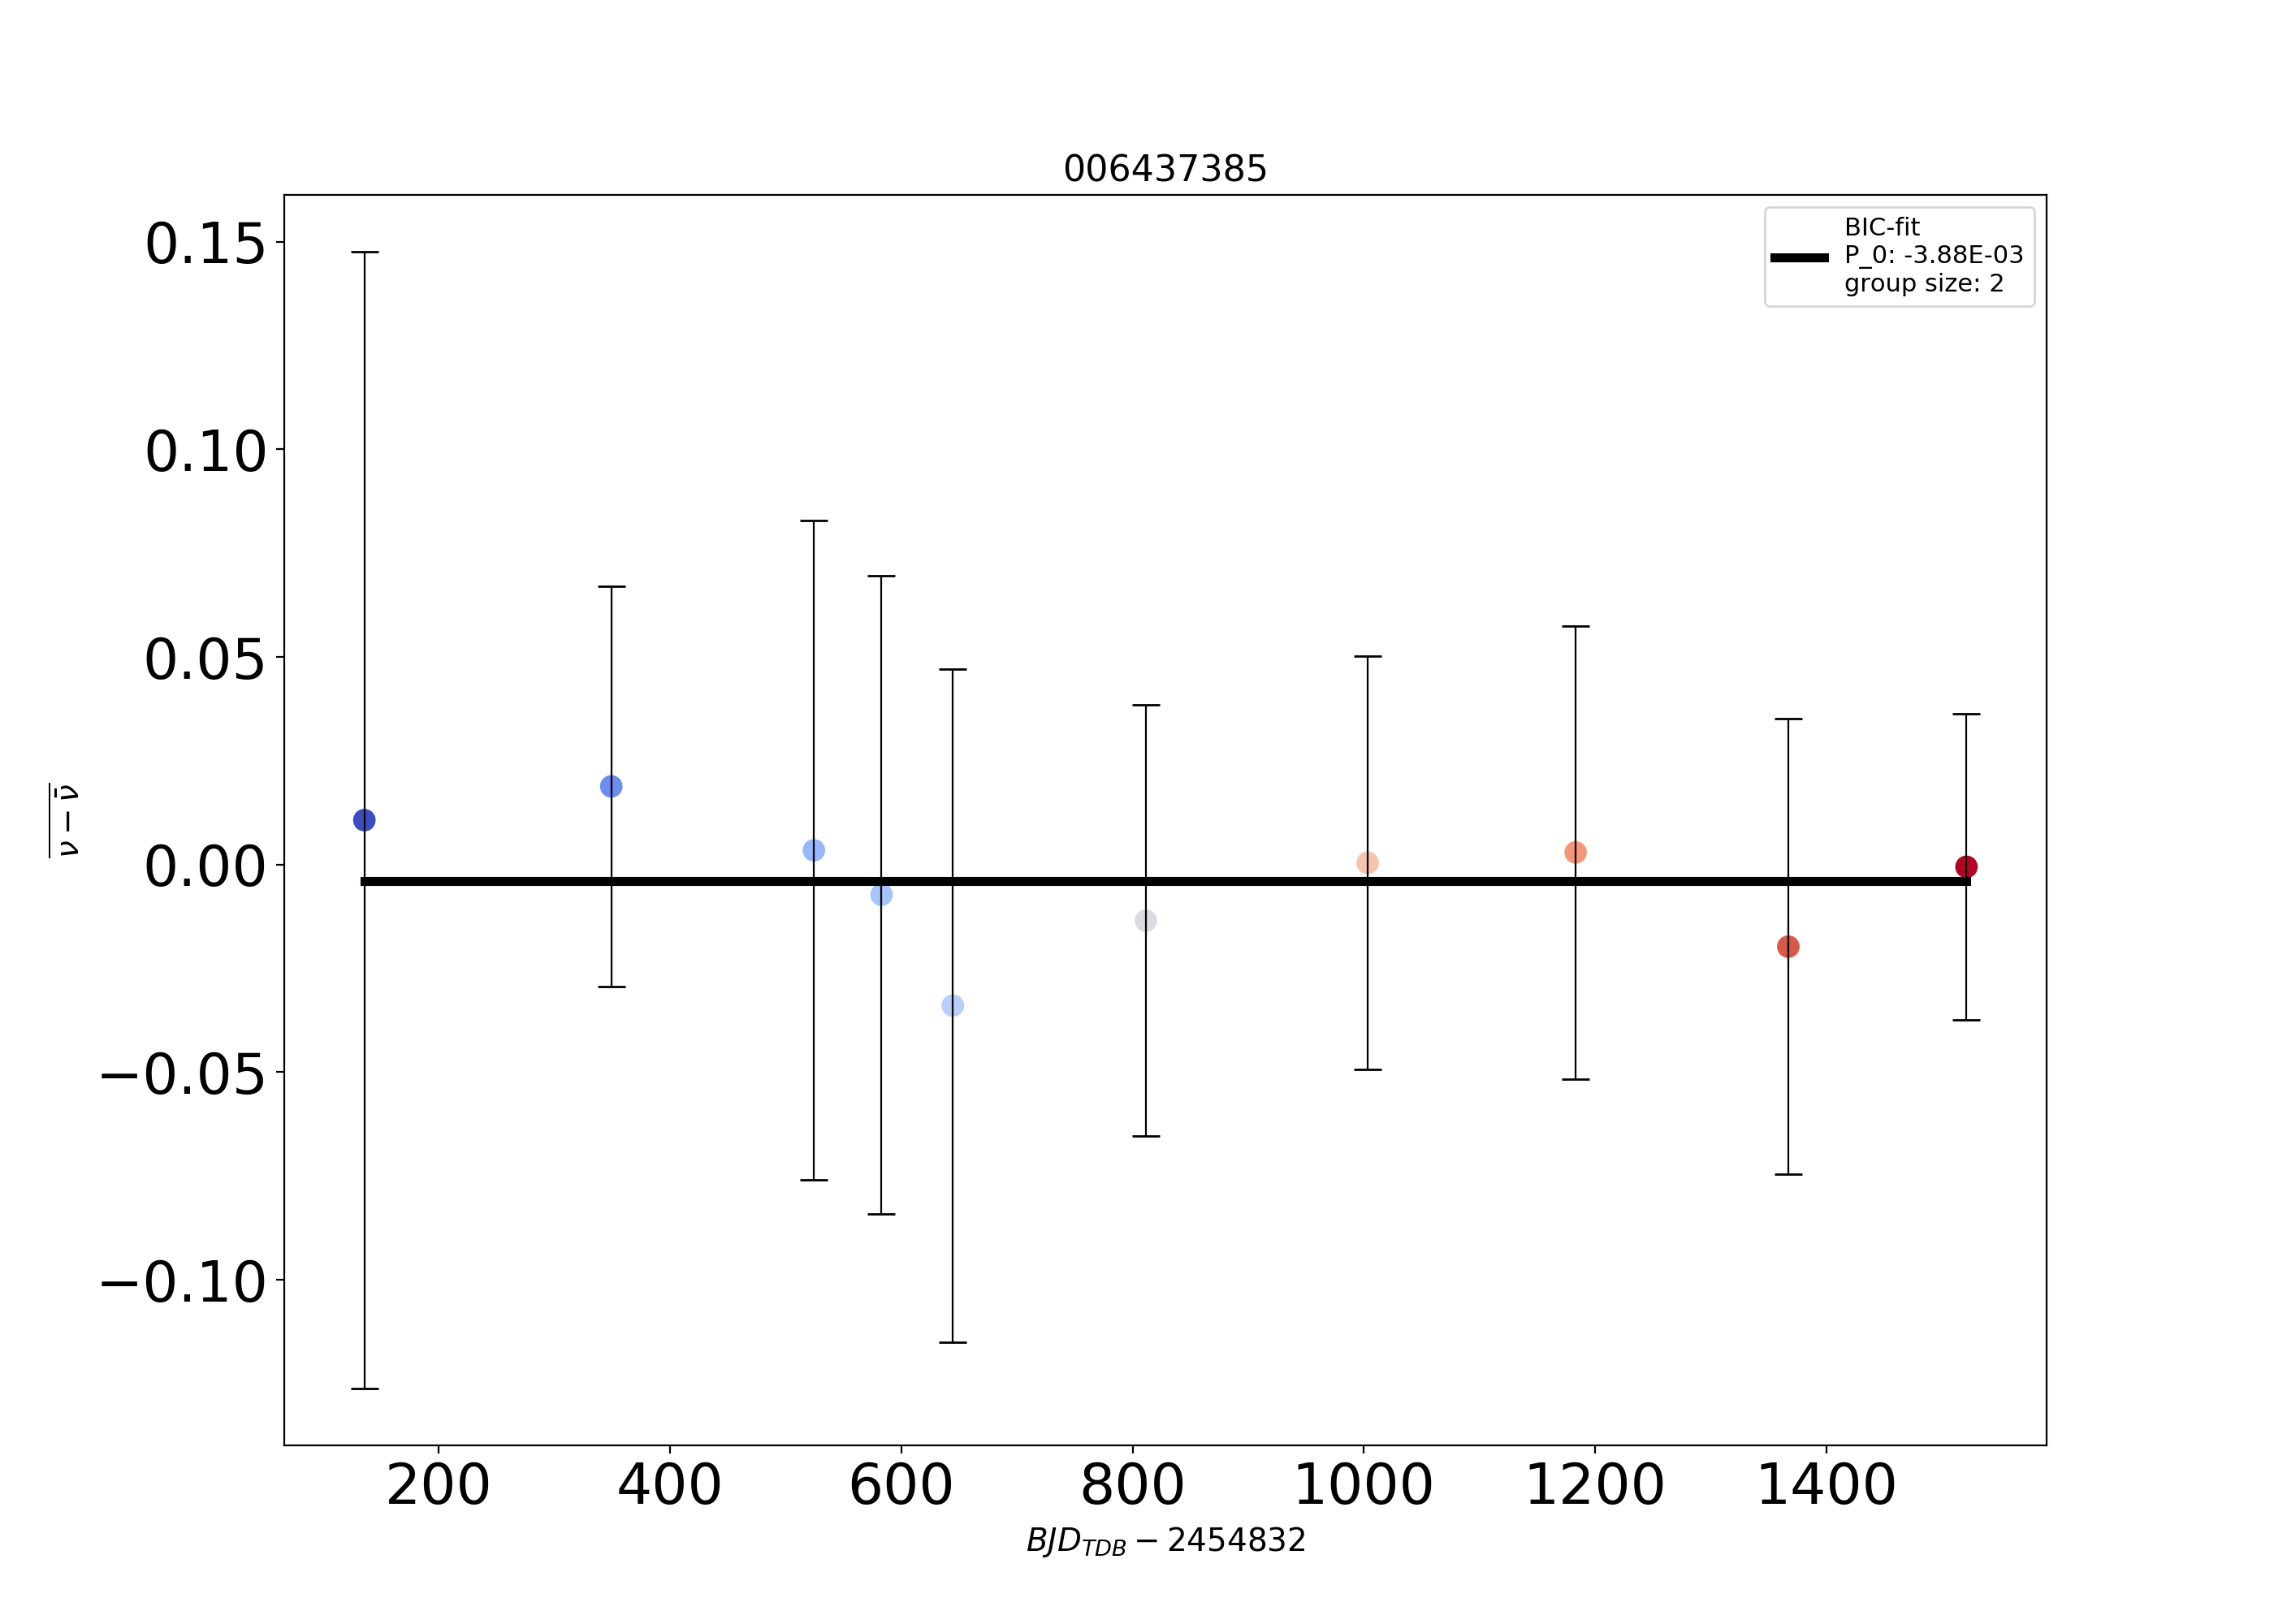 006437385
BIC-fit
P_0: -3.88E-03
group size: 2
0.15
0.10
0.05
0.00
−0.05
−0.10
ν − ν̄
200 400 600 800 1000 1200 1400
BJD_TDB − 2454832